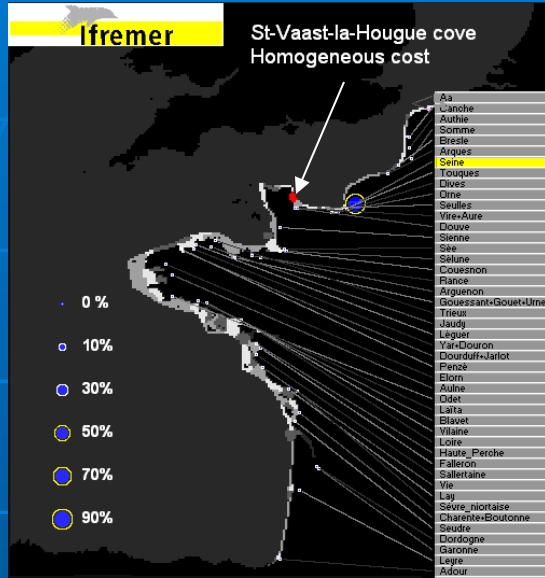 Ifremer
St-Vaast-la-Hougue cove
Homogeneous cost
Aa
Canche
Authie
Somme
Bresle
Arques
Seine
Touques
Dives
Orne
Seulles
Vire+Aure
Douve
Sienne
Sée
Sélune
Couesnon
Rance
Arguenon
Gouessant+Gouet+Urne
Trieux
Jaudy
Léguer
Yar+Douron
Dourduff+Jarlot
Penzé
Elorn
Aulne
Odet
Laïta
Blavet
Vilaine
Loire
Haute_Perche
Falleron
Sallertaine
Vie
Lay
Sèvre_niortaise
Charente+Boutonne
Seudre
Dordogne
Garonne
Leyre
Adour
0 %
10%
30%
50%
70%
90%